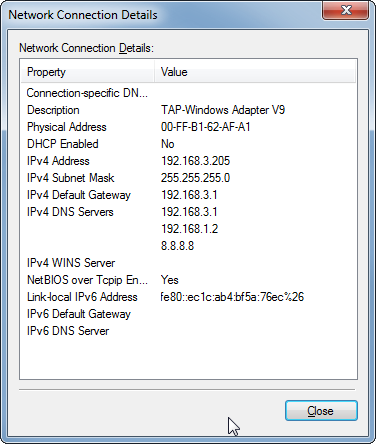 Network Connection Details
Network Connection Details:
Property Value
Connection-specific DN...
Description TAP-Windows Adapter V9
Physical Address 00-FF-B1-62-AF-A1
DHCP Enabled No
IPv4 Address 192.168.3.205
IPv4 Subnet Mask 255.255.255.0
IPv4 Default Gateway 192.168.3.1
IPv4 DNS Servers 192.168.3.1
192.168.1.2
8.8.8.8
IPv4 WINS Server
NetBIOS over Tcpip En... Yes
Link-local IPv6 Address fe80::ec1c:ab4:bf5a:76ec%26
IPv6 Default Gateway
IPv6 DNS Server
Close